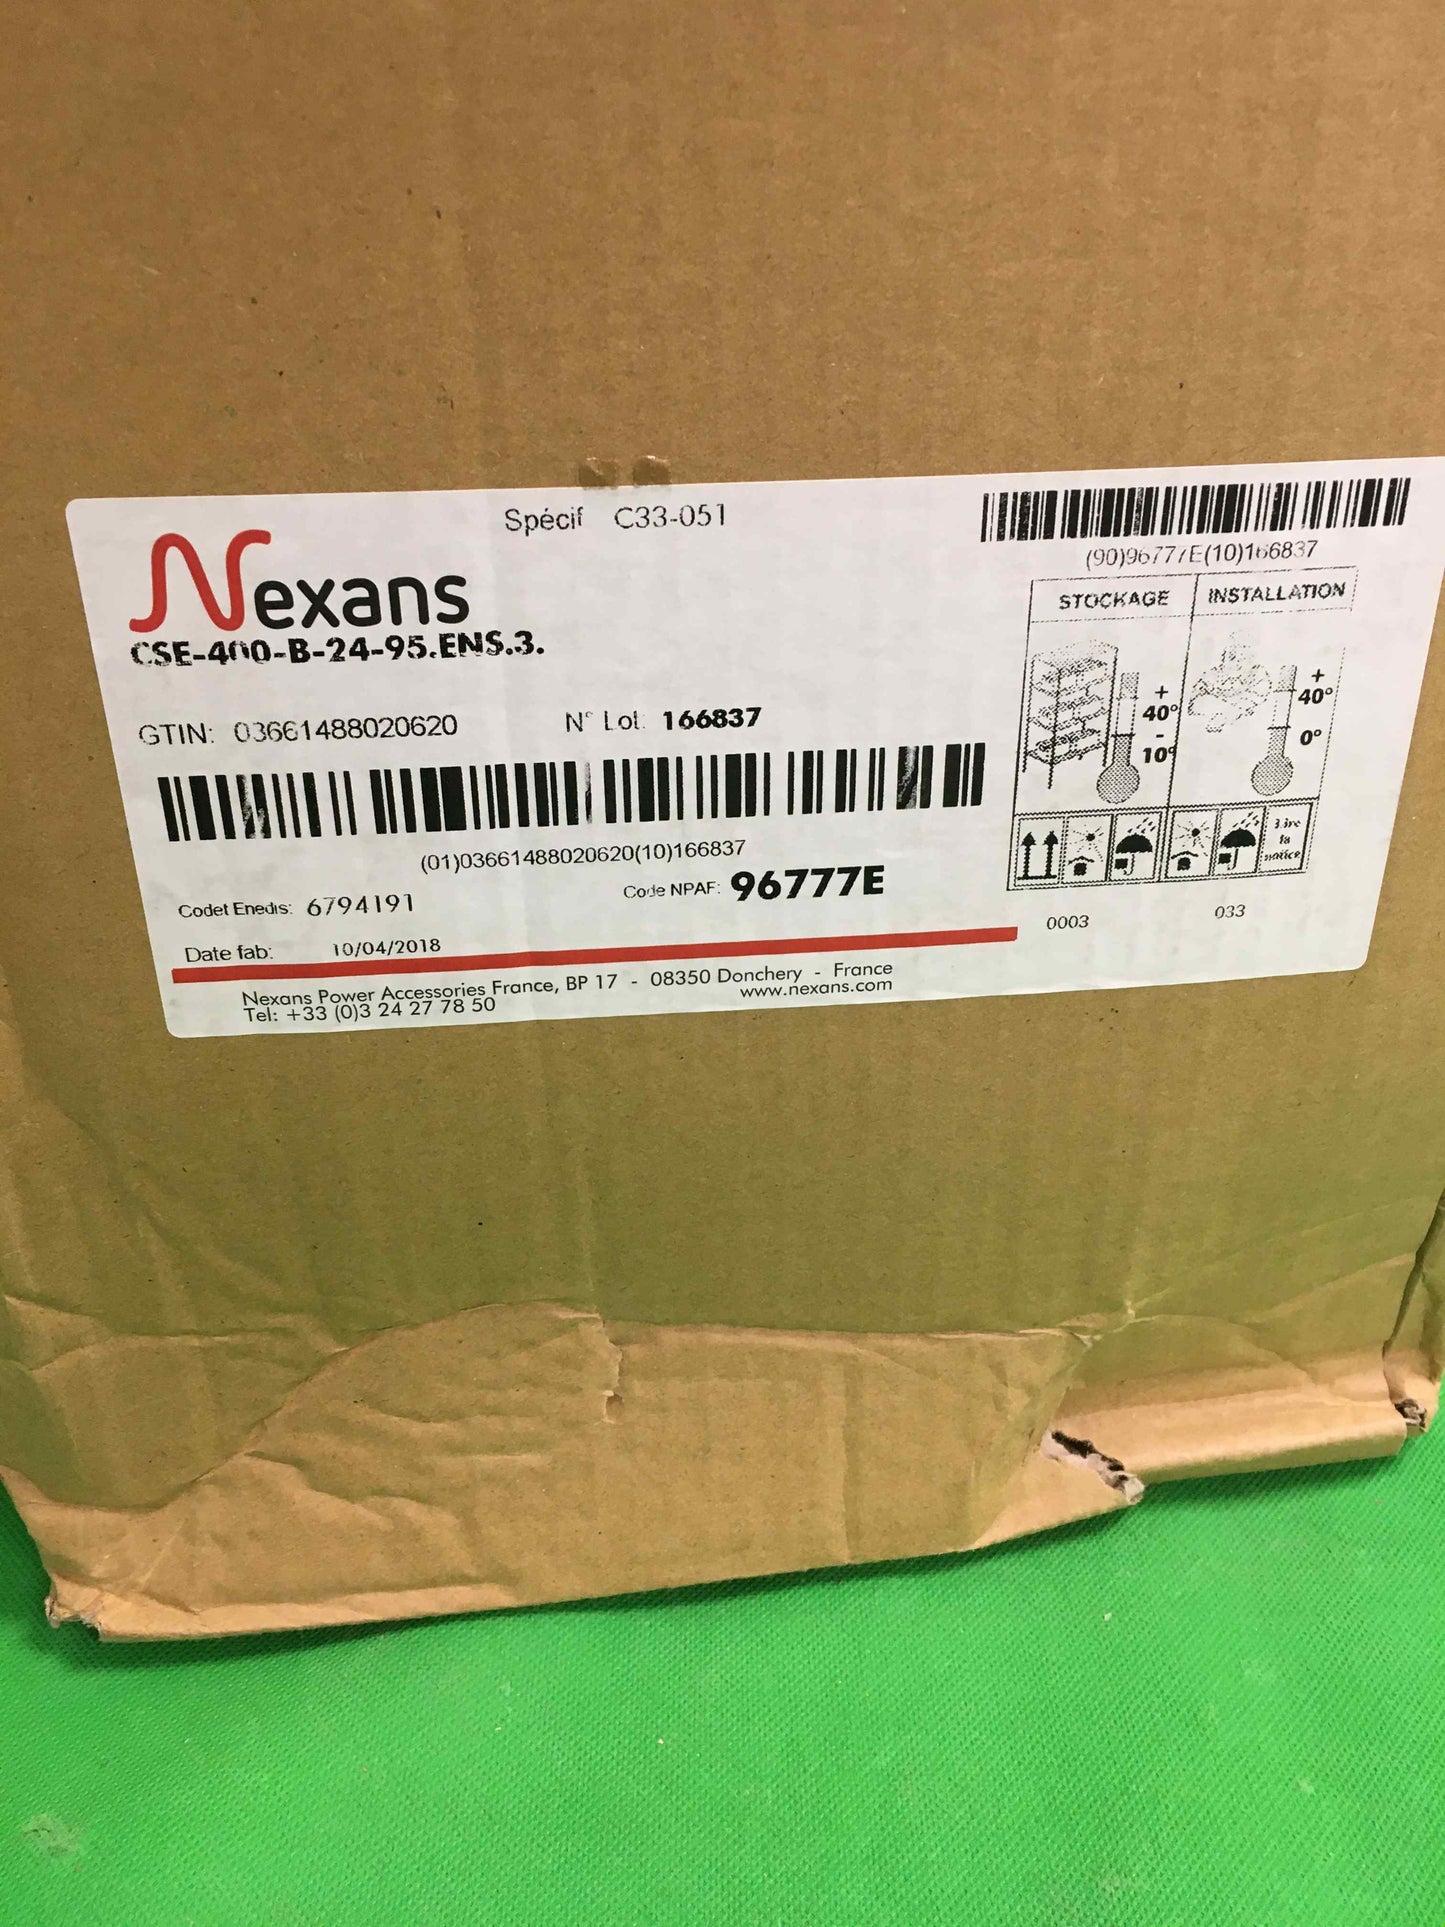 Spécif C33-051
Nexans
CSE-400-B-24-95.ENS.3.
GTIN: 03661488020620 N° Lot: 166837
(01)03661488020620(10)166837
Codet Enedis: 6794191 Code NPAF: 96777E
Date fab: 10/04/2018
Nexans Power Accessories France, BP 17 - 08350 Donchery - France
Tel: +33 (0)3 24 27 78 50 www.nexans.com
(90)96777E(10)166837
STOCKAGE INSTALLATION
+ 40° + 40°
- 10° 0°
Lire
la
notice
0003 033